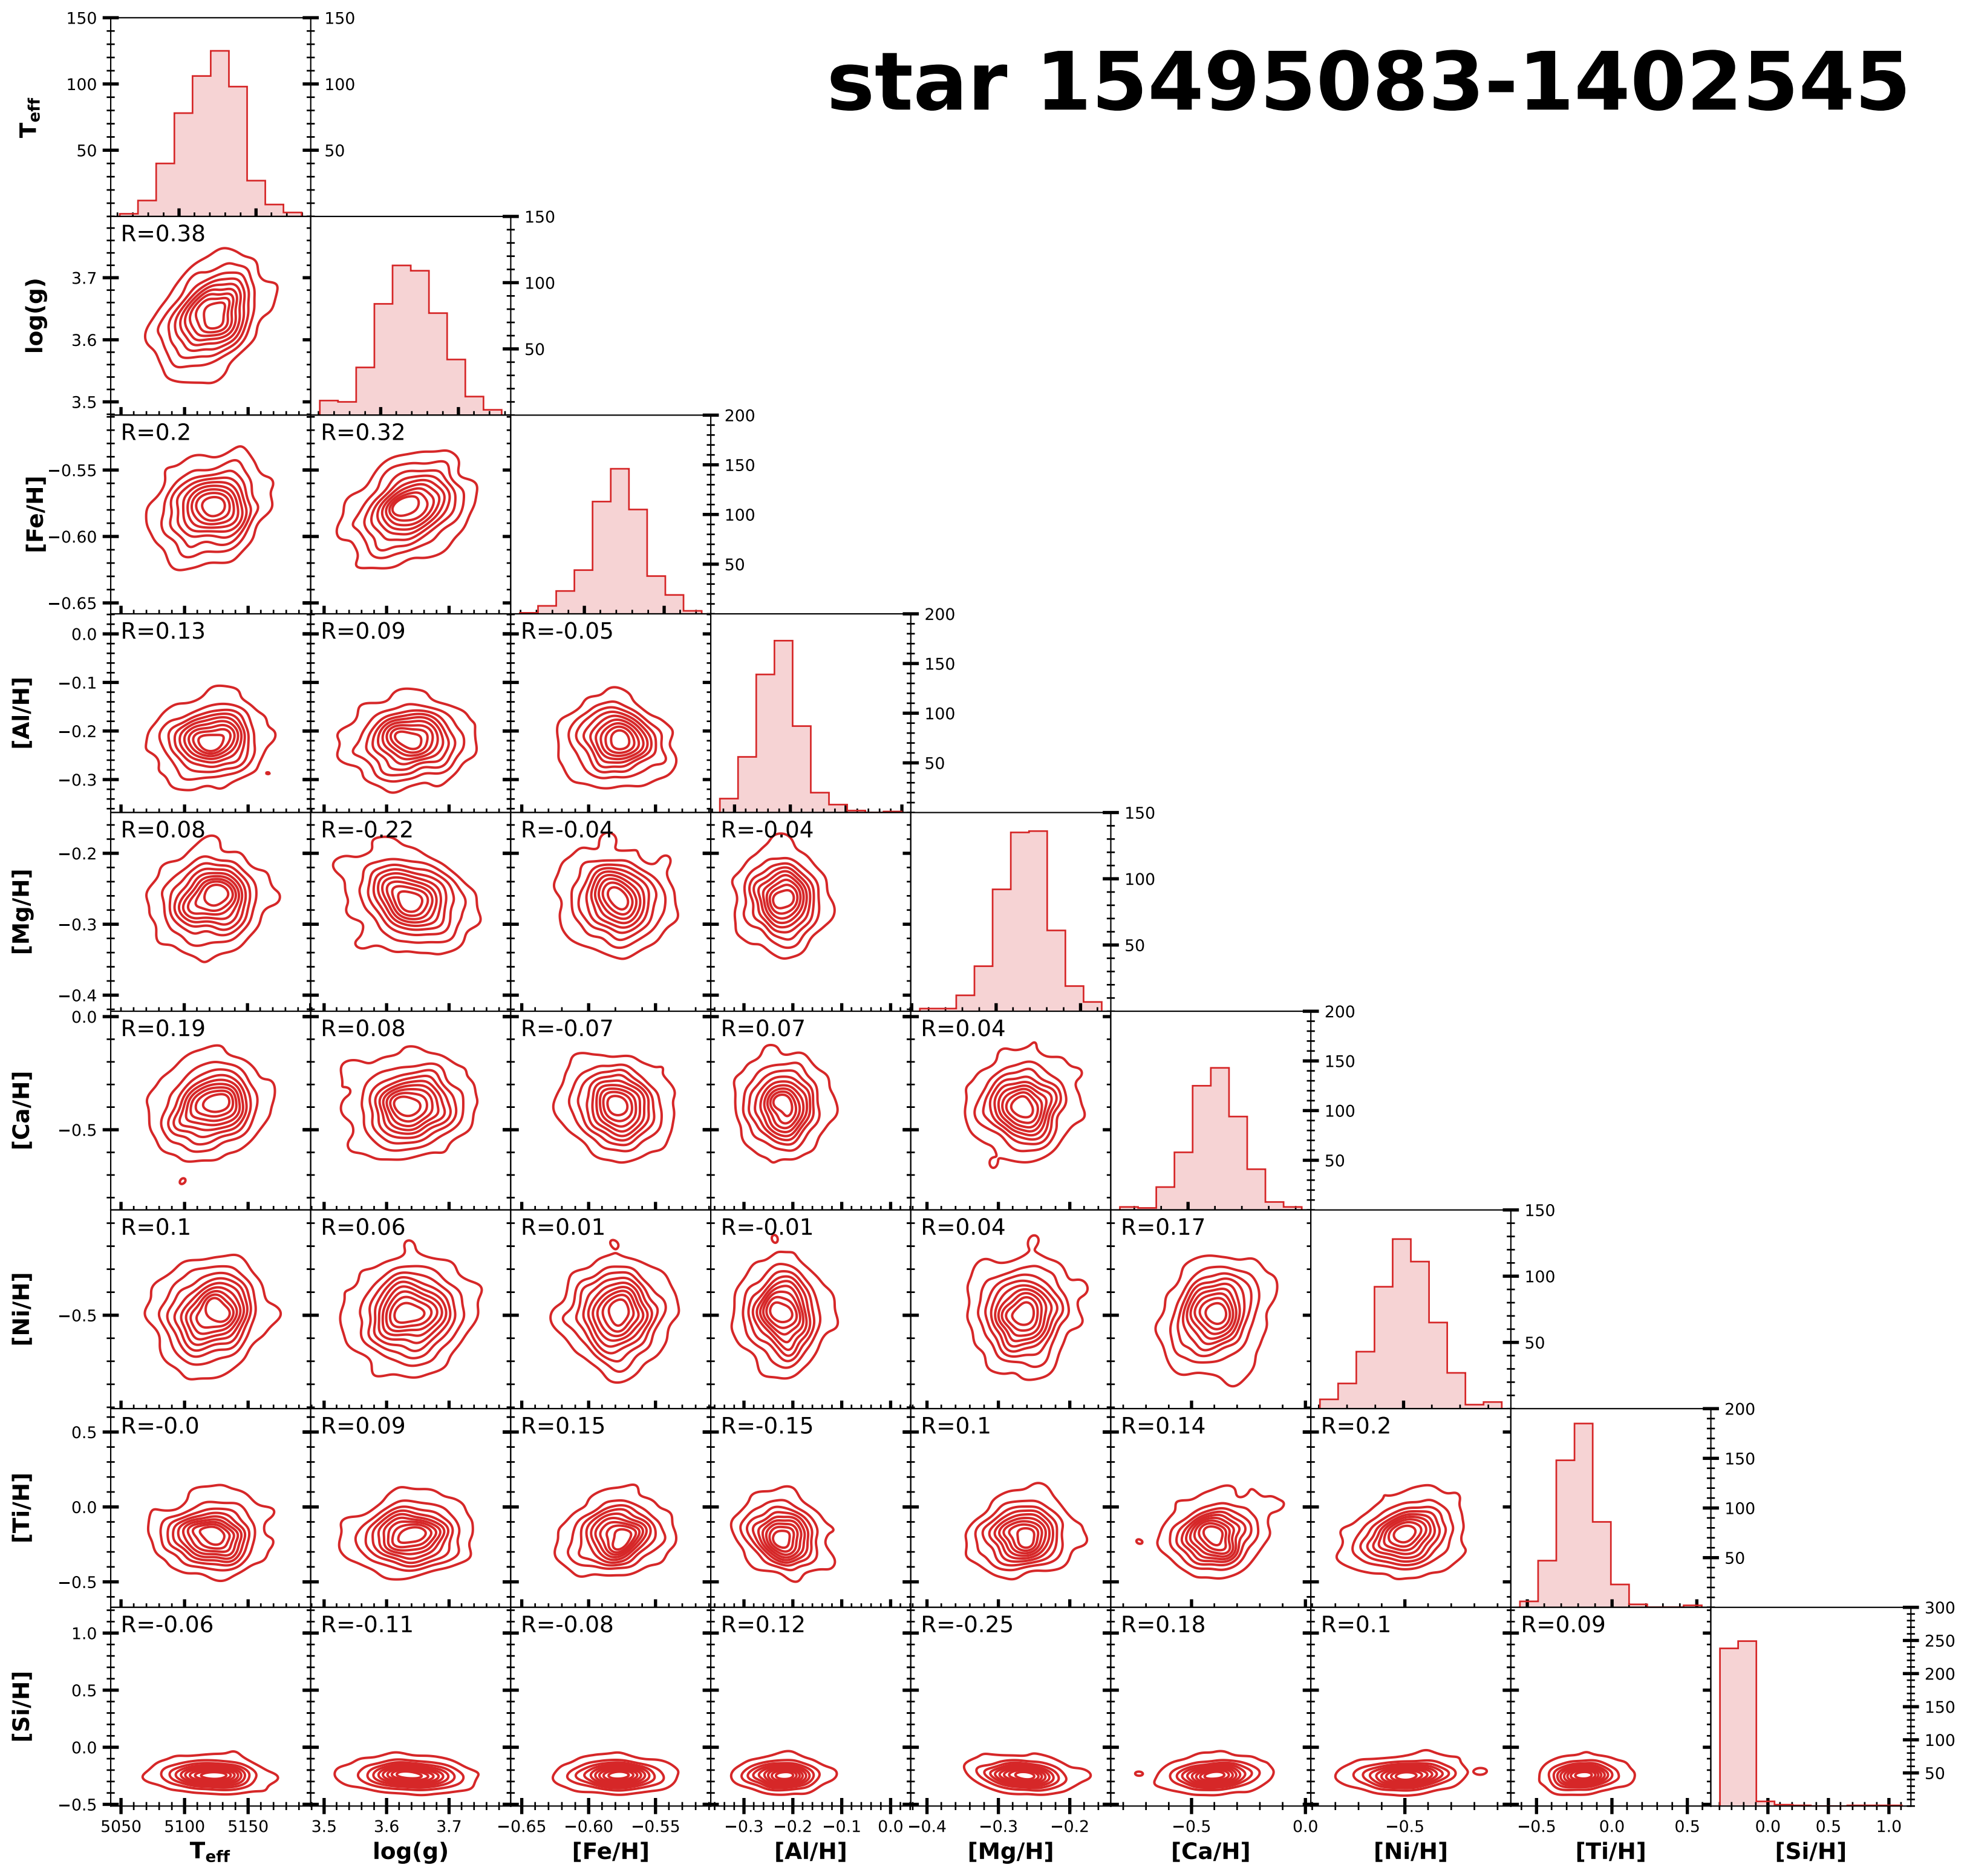 star 15495083-1402545
150 150
100 100
T_eff
50 50
R=0.38 150
3.7 100
log(g)
3.6
50
3.5
R=0.2 R=0.32 200
−0.55 150
[Fe/H] 100
−0.60
50
−0.65
0.0 R=0.13 R=0.09 R=-0.05 200
−0.1 150
[Al/H]
−0.2 100
−0.3 50
R=0.08 R=-0.22 R=-0.04 R=-0.04 150
−0.2
100
[Mg/H]
−0.3
50
−0.4
0.0 R=0.19 R=0.08 R=-0.07 R=0.07 R=0.04 200
150
[Ca/H] 100
−0.5
50
R=0.1 R=0.06 R=0.01 R=-0.01 R=0.04 R=0.17 150
100
[Ni/H]
−0.5
50
R=-0.0 R=0.09 R=0.15 R=-0.15 R=0.1 R=0.14 R=0.2 200
0.5
150
[Ti/H]
0.0 100
50
−0.5
R=-0.06 R=-0.11 R=-0.08 R=0.12 R=-0.25 R=0.18 R=0.1 R=0.09 300
1.0 250
200
[Si/H]
0.5 150
0.0 100
50
−0.5
5050 5100 5150 3.5 3.6 3.7 −0.65 −0.60 −0.55 −0.3 −0.2 −0.1 0.0 −0.4 −0.3 −0.2 −0.5 0.0 −0.5 −0.5 0.0 0.5 0.0 0.5 1.0
T_eff log(g) [Fe/H] [Al/H] [Mg/H] [Ca/H] [Ni/H] [Ti/H] [Si/H]